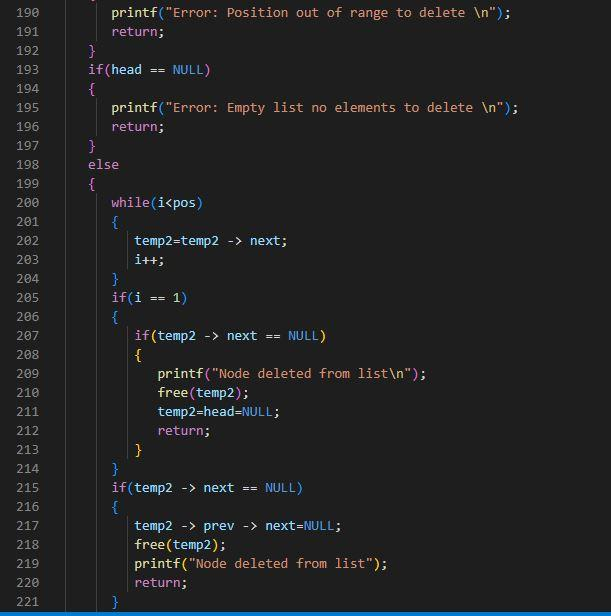 190 printf("Error: Position out of range to delete \n");
191 return;
192 }
193 if(head == NULL)
194 {
195 printf("Error: Empty list no elements to delete \n");
196 return;
197 }
198 else
199 {
200 while(i<pos)
201 {
202 temp2=temp2 -> next;
203 i++;
204 }
205 if(i == 1)
206 {
207 if(temp2 -> next == NULL)
208 {
209 printf("Node deleted from list\n");
210 free(temp2);
211 temp2=head=NULL;
212 return;
213 }
214 }
215 if(temp2 -> next == NULL)
216 {
217 temp2 -> prev -> next=NULL;
218 free(temp2);
219 printf("Node deleted from list");
220 return;
221 }